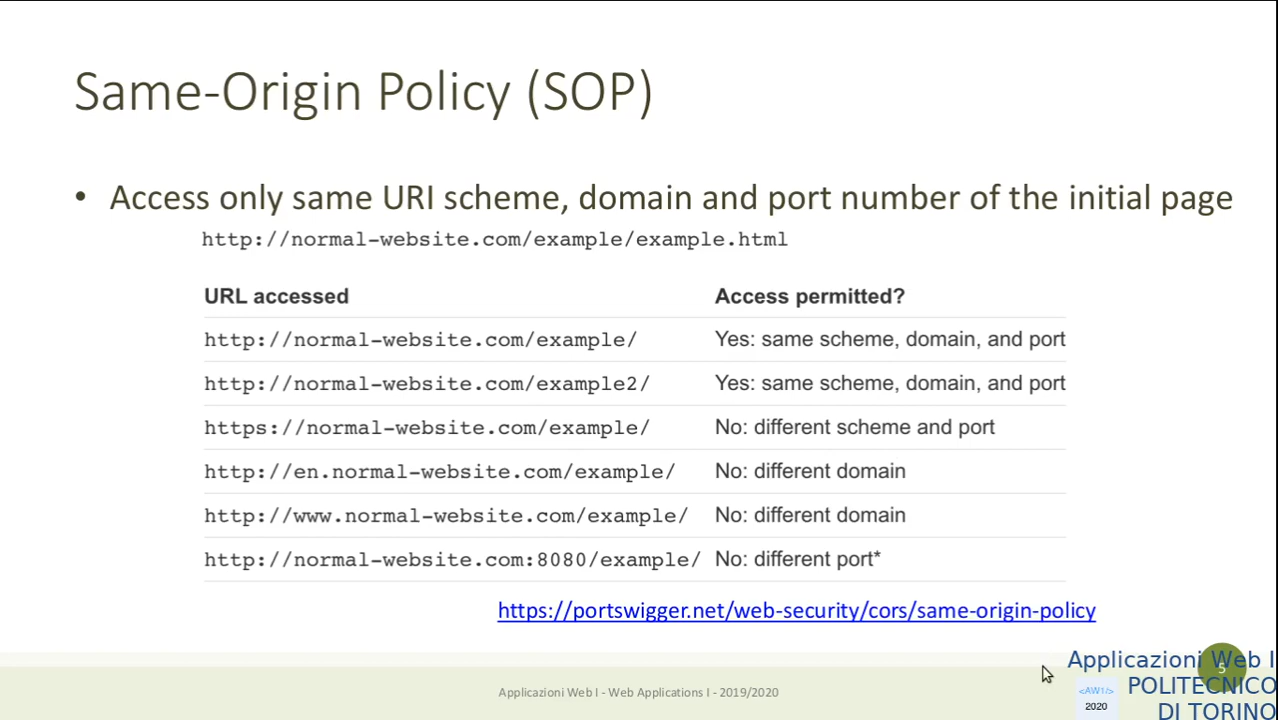 Same-Origin Policy (SOP)
• Access only same URI scheme, domain and port number of the initial page
http://normal-website.com/example/example.html
URL accessed Access permitted?
http://normal-website.com/example/ Yes: same scheme, domain, and port
http://normal-website.com/example2/ Yes: same scheme, domain, and port
https://normal-website.com/example/ No: different scheme and port
http://en.normal-website.com/example/ No: different domain
http://www.normal-website.com/example/ No: different domain
http://normal-website.com:8080/example/ No: different port*
https://portswigger.net/web-security/cors/same-origin-policy
Applicazioni Web I - Web Applications I - 2019/2020
5
Applicazioni Web I
POLITECNICO
DI TORINO
<AW1/>
2020